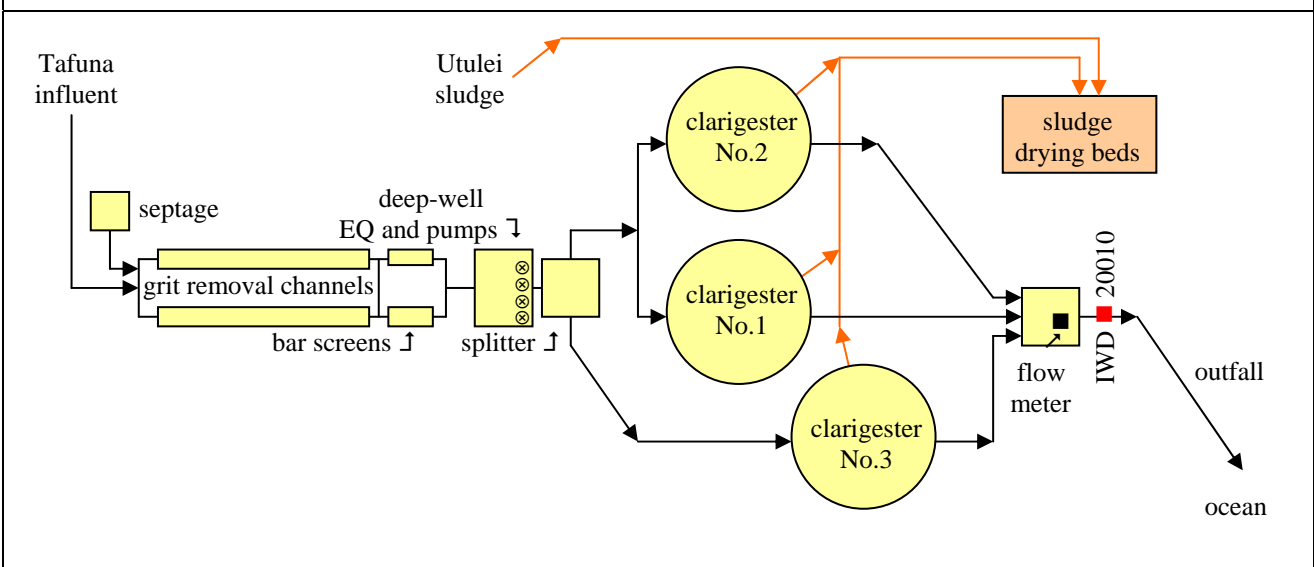 Tafuna
influent
Utulei
sludge
clarigester
No.2
sludge
drying beds
septage
deep-well
EQ and pumps
grit removal channels
bar screens
splitter
clarigester
No.1
IWD 20010
flow
meter
outfall
clarigester
No.3
ocean